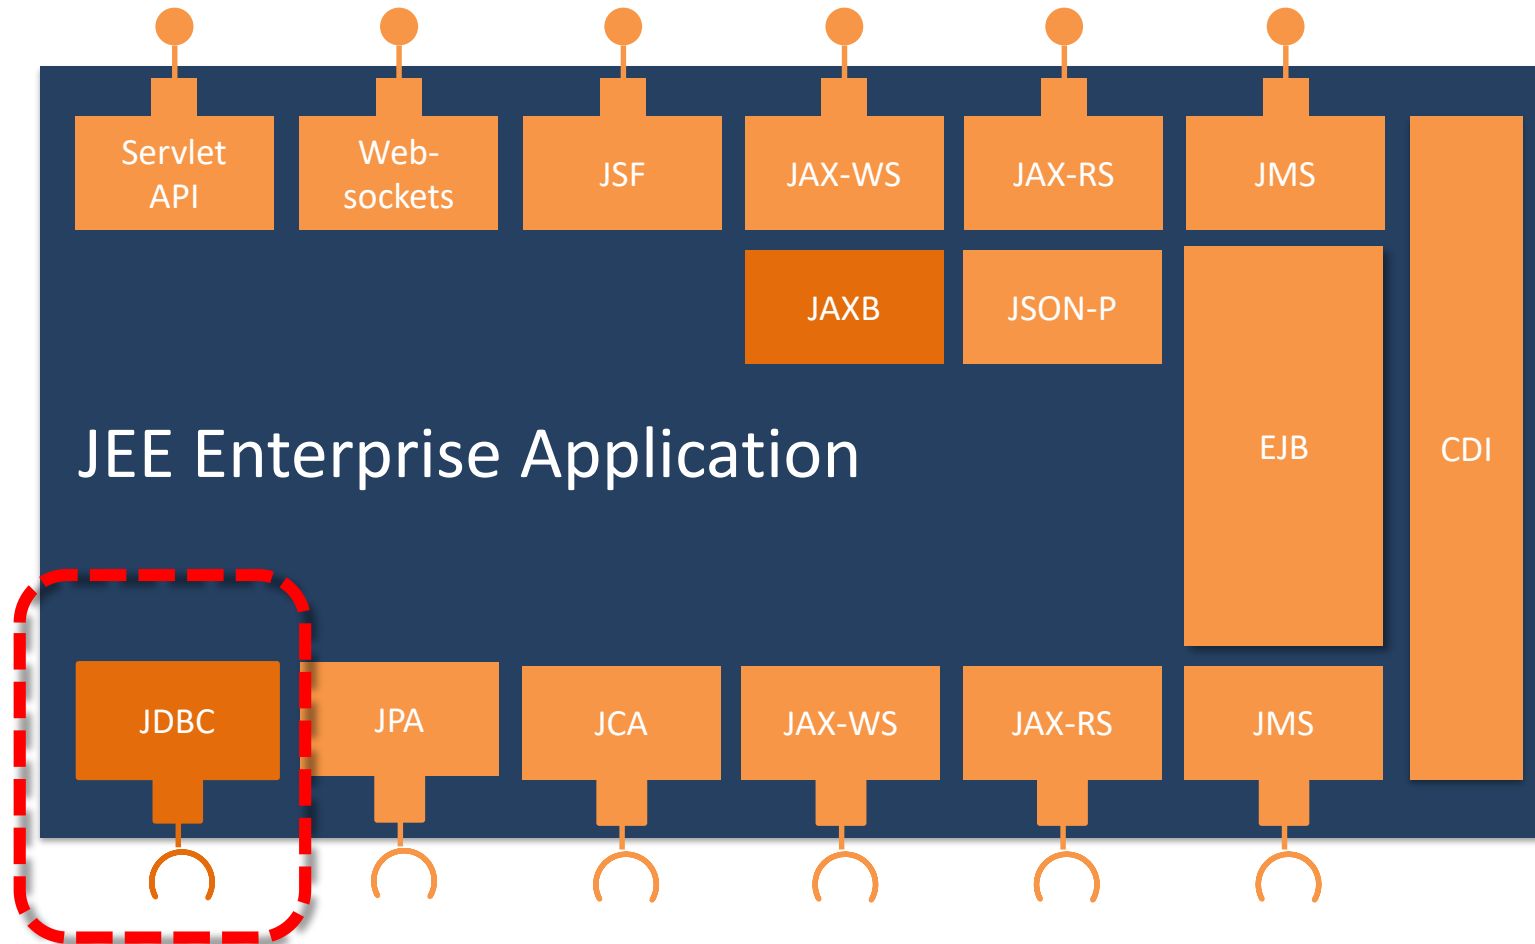 Servlet
API
Web-
sockets
JSF
JAX-WS
JAX-RS
JMS
JAXB
JSON-P
JEE Enterprise Application
EJB
CDI
JDBC
JPA
JCA
JAX-WS
JAX-RS
JMS